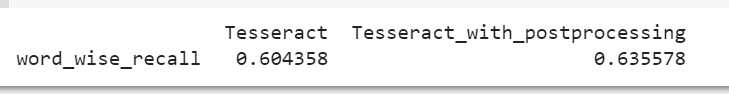 Tesseract Tesseract_with_postprocessing
word_wise_recall 0.604358 0.635578